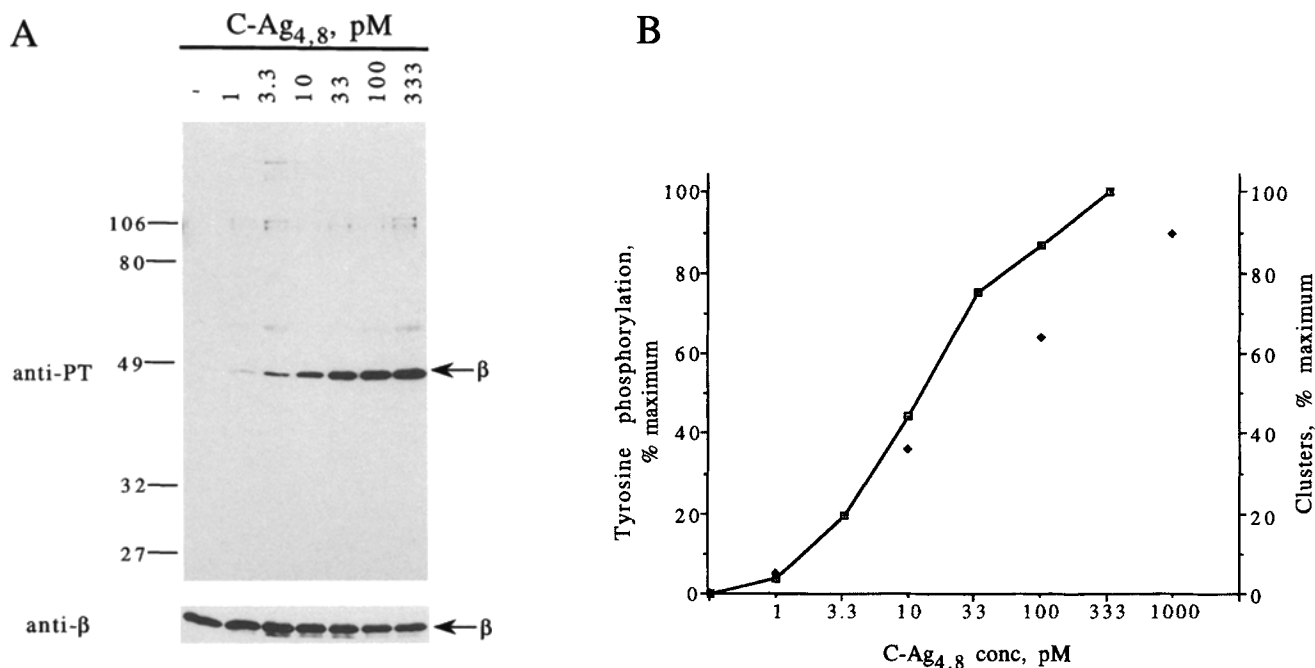 A
C-Ag4,8, pM
- 1 3.3 10 33 100 333
106
80
49
anti-PT
β
32
27
anti-β
β
B
Tyrosine phosphorylation,
% maximum
100
80
60
40
20
0
1 3.3 10 33 100 333 1000
C-Ag4,8 conc, pM
100
80
60
40
20
0
Clusters, % maximum